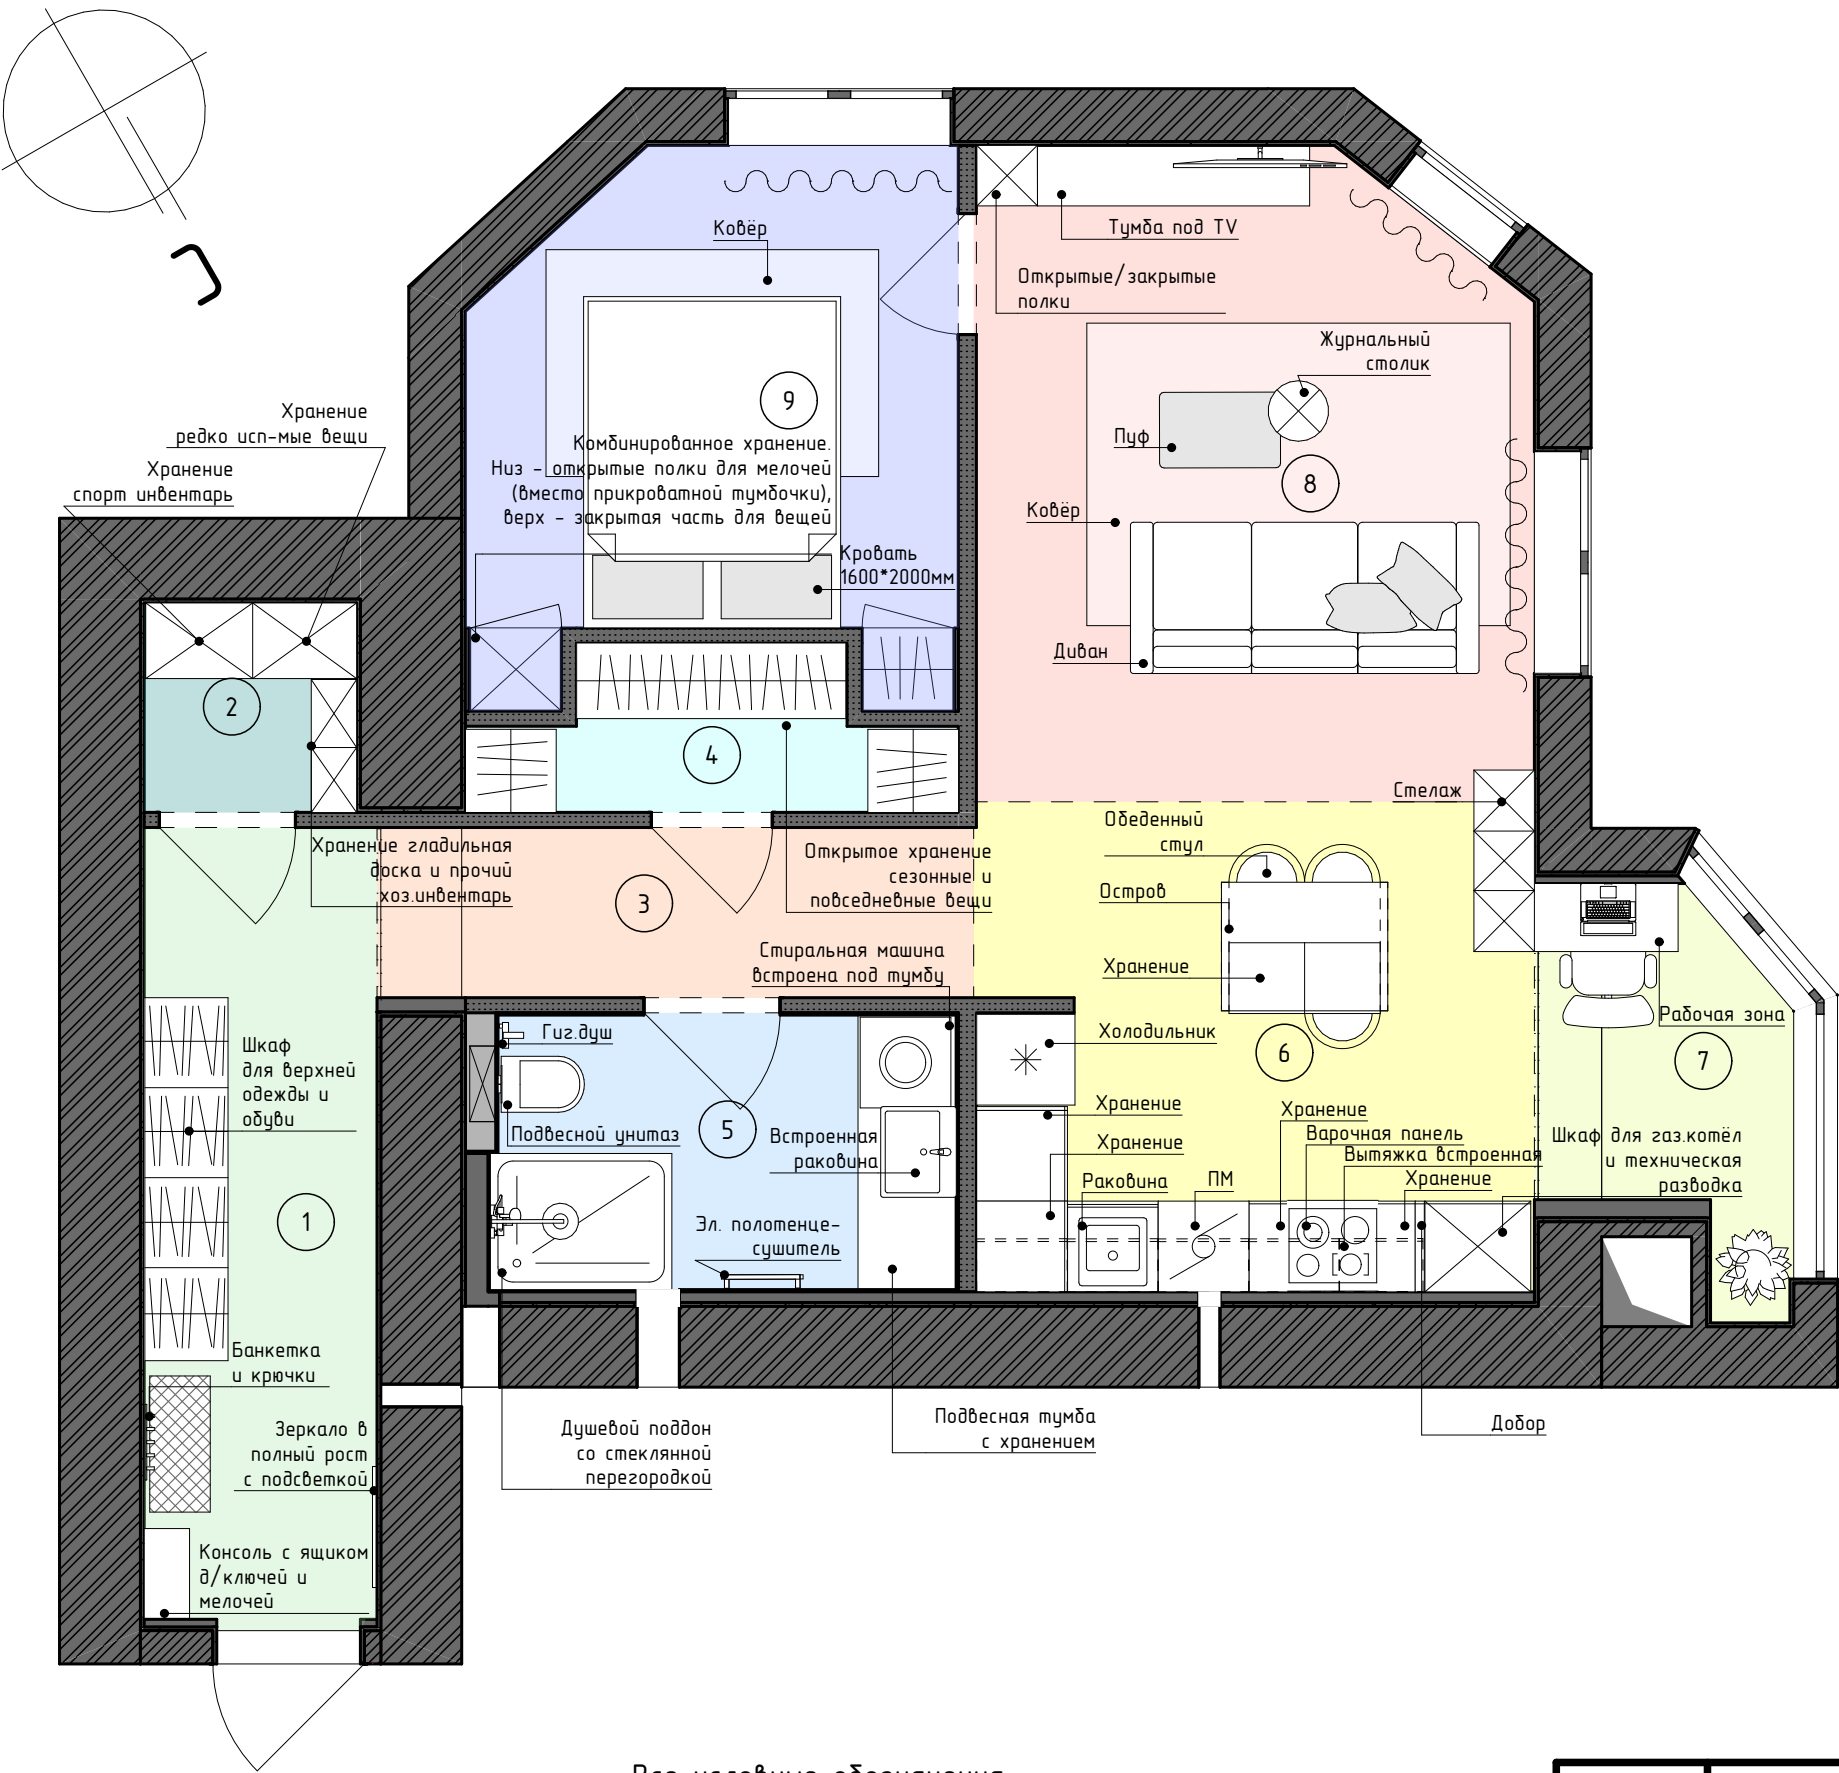 Ковёр
Тумба под TV
Открытые/закрытые
полки
Журнальный
столик
9
Пуф
8
Хранение
редко исп-мые вещи
Хранение
спорт инвентарь
Комбинированное хранение.
Низ - открытые полки для мелочей
(вместо прикроватной тумбочки),
верх - закрытая часть для вещей
Ковёр
Кровать
1600*2000мм
Диван
2
4
Стелаж
Хранение гладильная
доска и прочий
хоз.инвентарь
3
Открытое хранение
сезонные и
повседневные вещи
Обеденный
стул
Остров
Хранение
Стиральная машина
встроена под тумбу
Рабочая зона
Гиг.душ
Холодильник
6
7
Шкаф
для верхней
одежды и
обуви
Подвесной унитаз
5
Встроенная
раковина
Хранение
Хранение
Хранение
Варочная панель
Вытяжка встроенная
Хранение
Шкаф для газ.котёл
и техническая
разводка
Раковина
ПМ
1
Эл. полотенце-
сушитель
Банкетка
и крючки
Зеркало в
полный рост
с подсветкой
Душевой поддон
со стеклянной
перегородкой
Подвесная тумба
с хранением
Добор
Консоль с ящиком
д/ключей и
мелочей